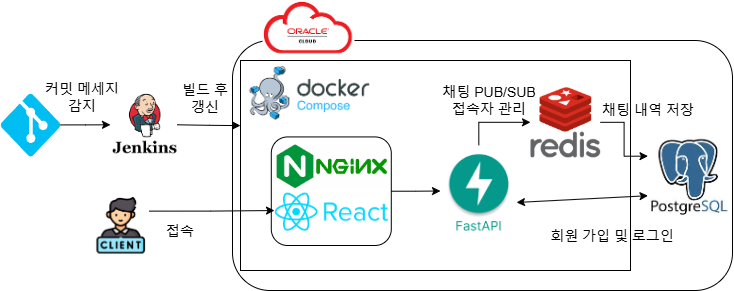 ORACLE
CLOUD
커밋 메세지
감지
Jenkins
빌드 후
갱신
docker
Compose
채팅 PUB/SUB
접속자 관리
redis
채팅 내역 저장
NGiNX
React
FastAPI
PostgreSQL
CLIENT
접속
회원 가입 및 로그인